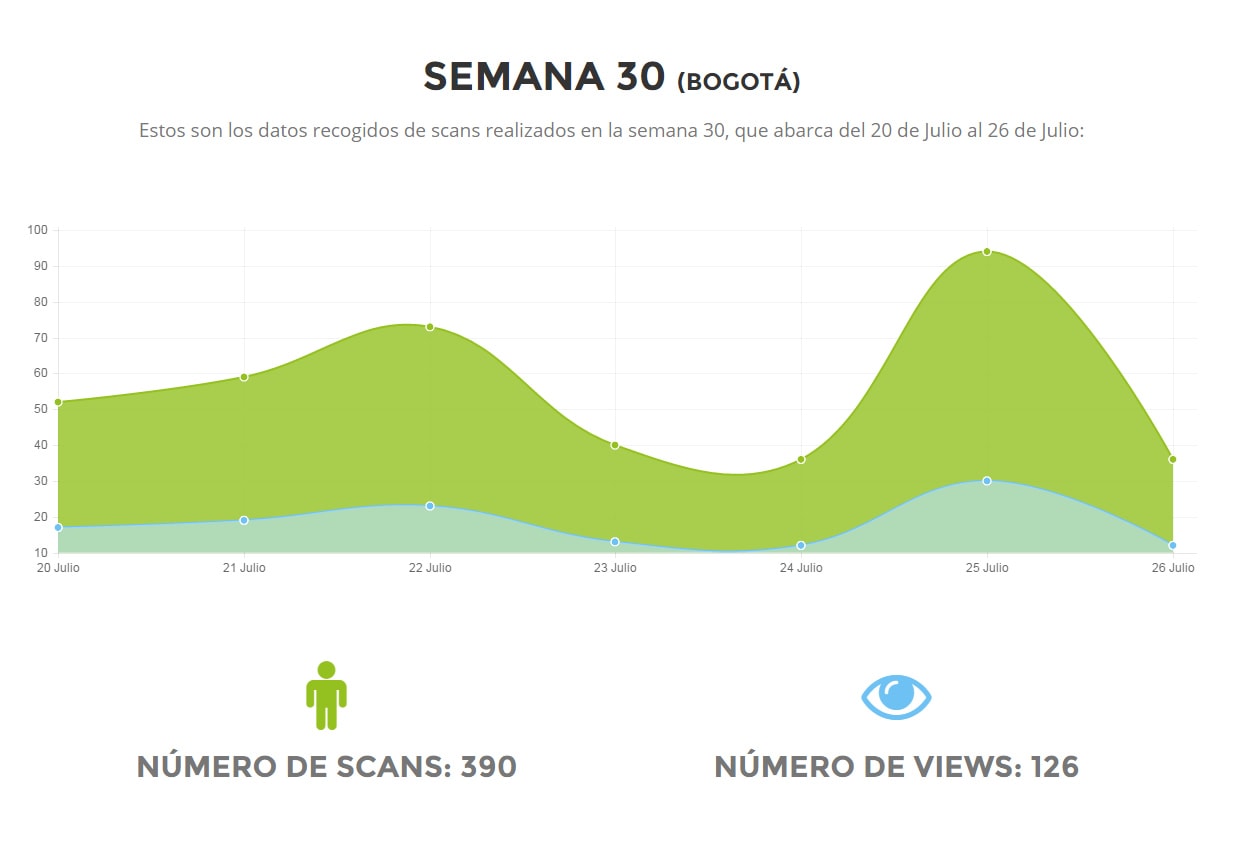 SEMANA 30 (BOGOTÁ)
Estos son los datos recogidos de scans realizados en la semana 30, que abarca del 20 de Julio al 26 de Julio:
100
90
80
70
60
50
40
30
20
10
20 Julio 21 Julio 22 Julio 23 Julio 24 Julio 25 Julio 26 Julio
NÚMERO DE SCANS: 390
NÚMERO DE VIEWS: 126